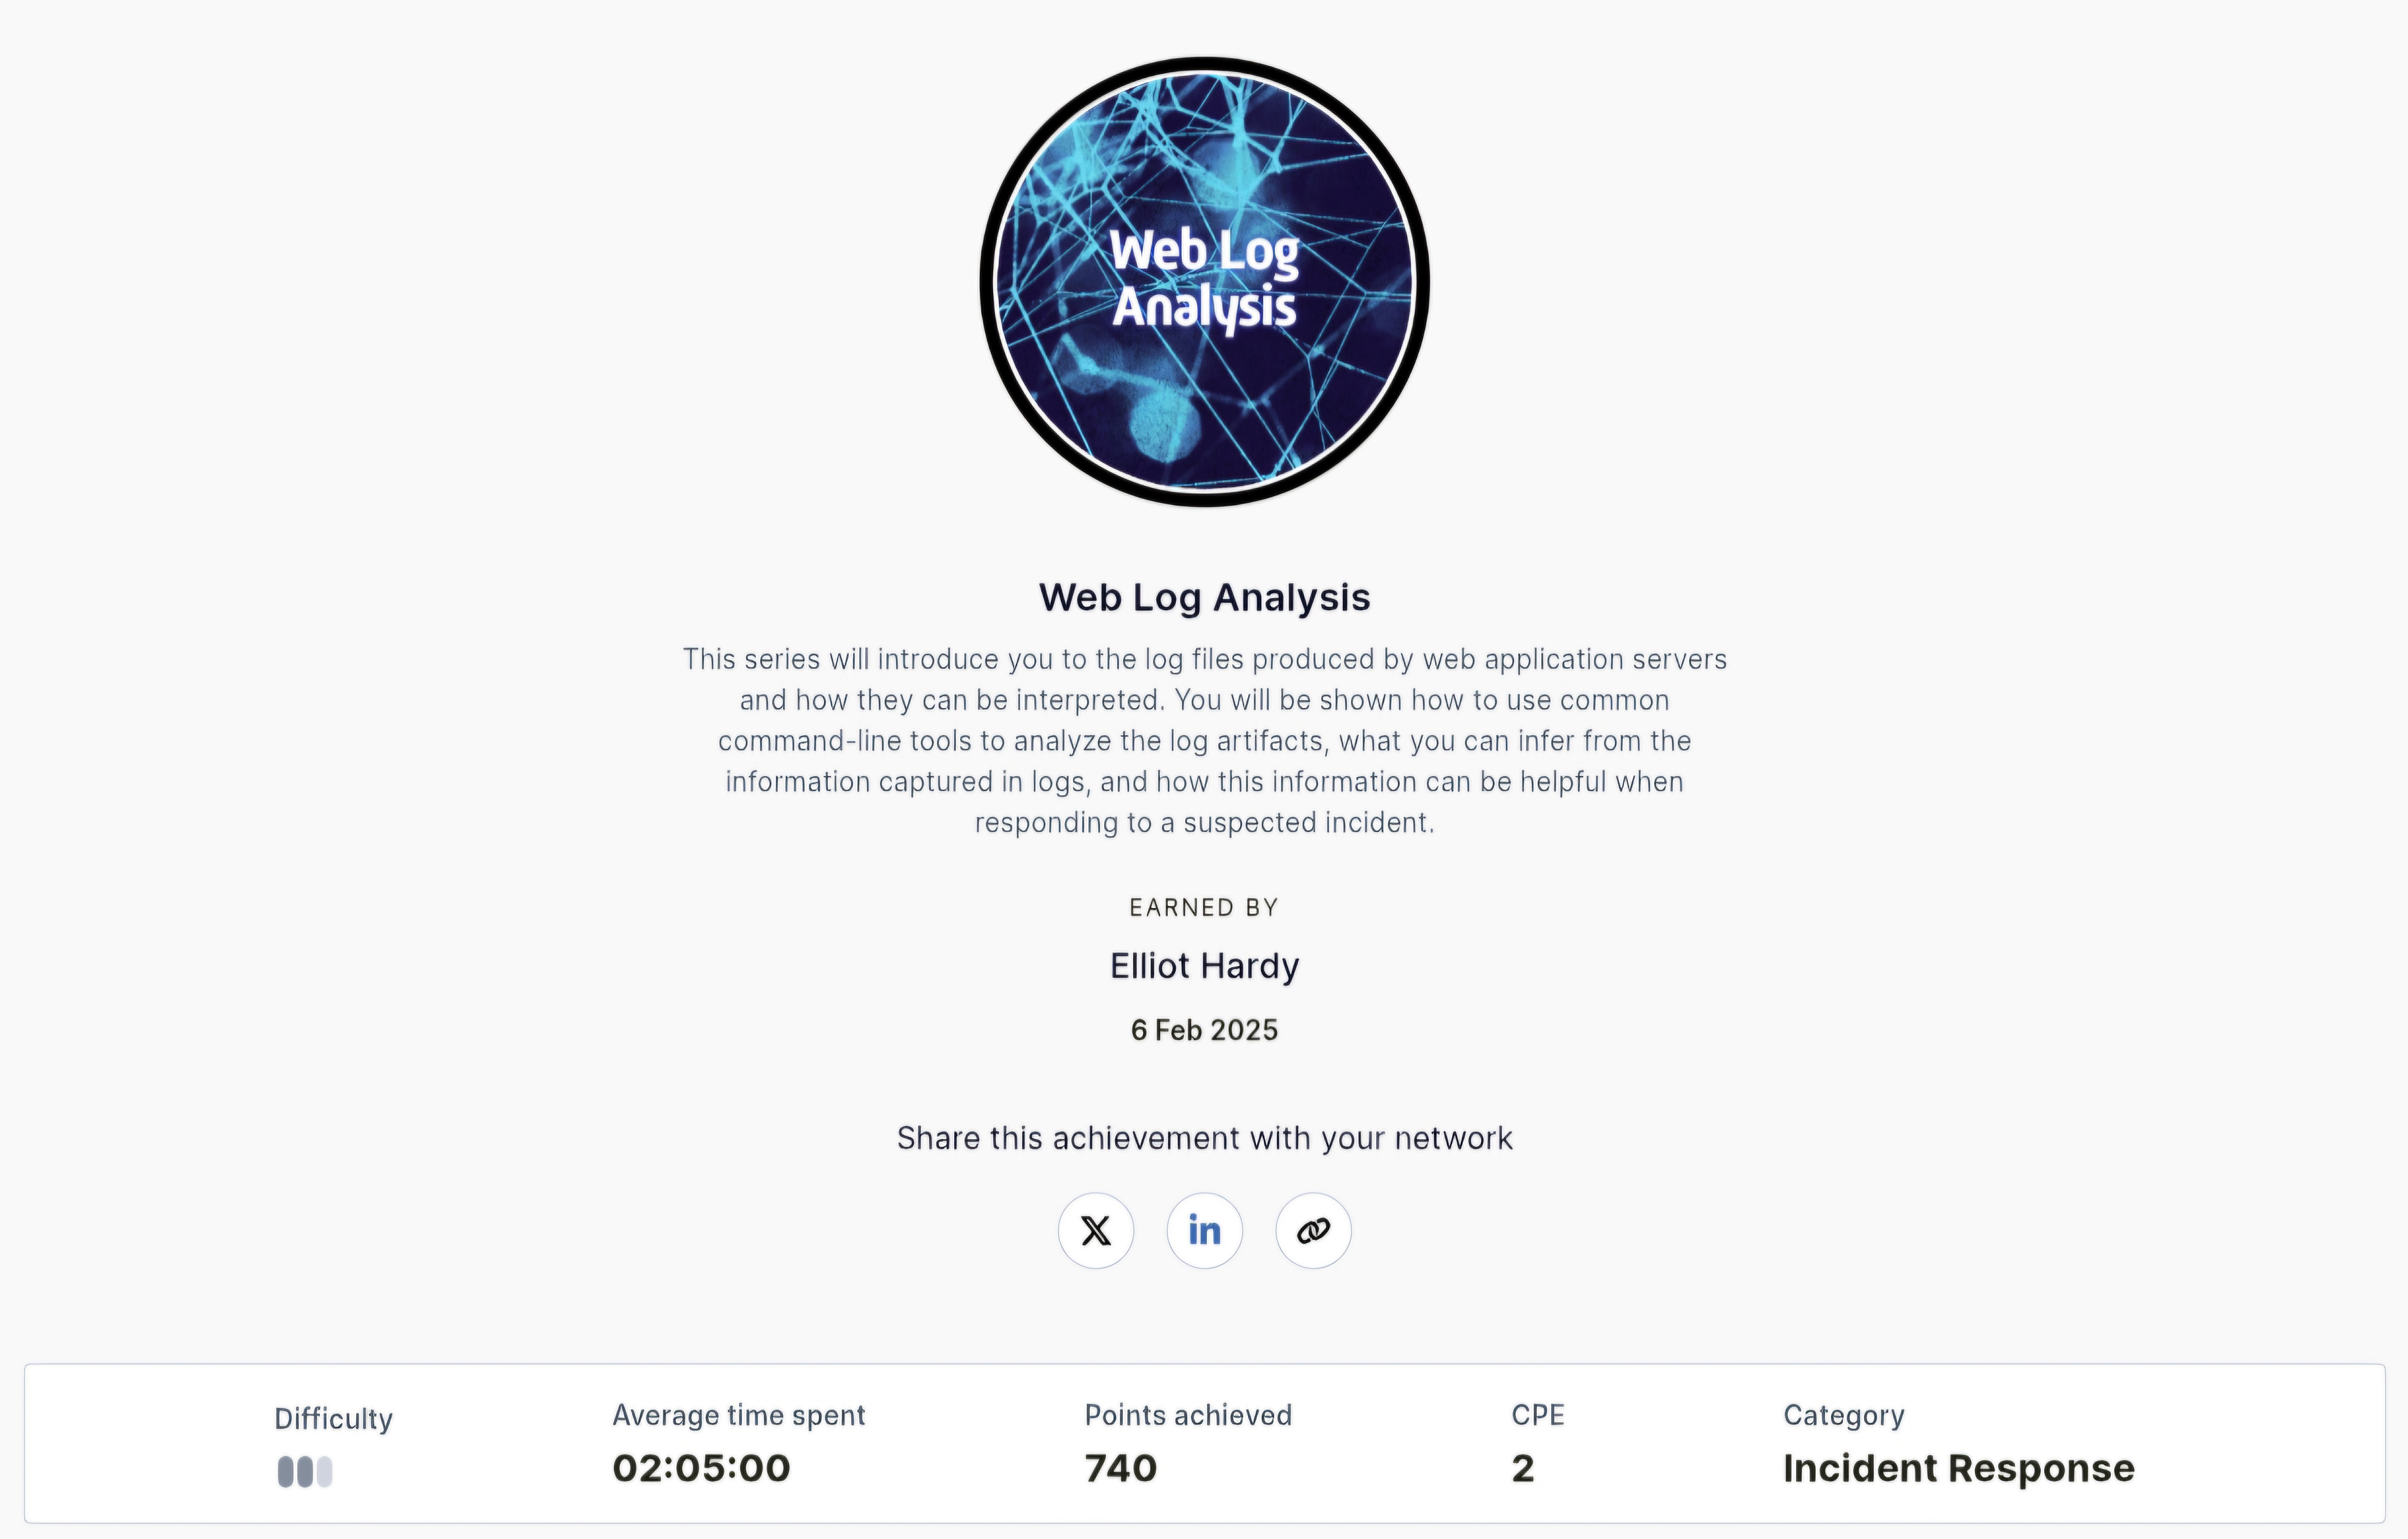 Web Log
Analysis
Web Log Analysis
This series will introduce you to the log files produced by web application servers
and how they can be interpreted. You will be shown how to use common
command-line tools to analyze the log artifacts, what you can infer from the
information captured in logs, and how this information can be helpful when
responding to a suspected incident.
EARNED BY
Elliot Hardy
6 Feb 2025
Share this achievement with your network
X in
Difficulty
Average time spent
02:05:00
Points achieved
740
CPE
2
Category
Incident Response